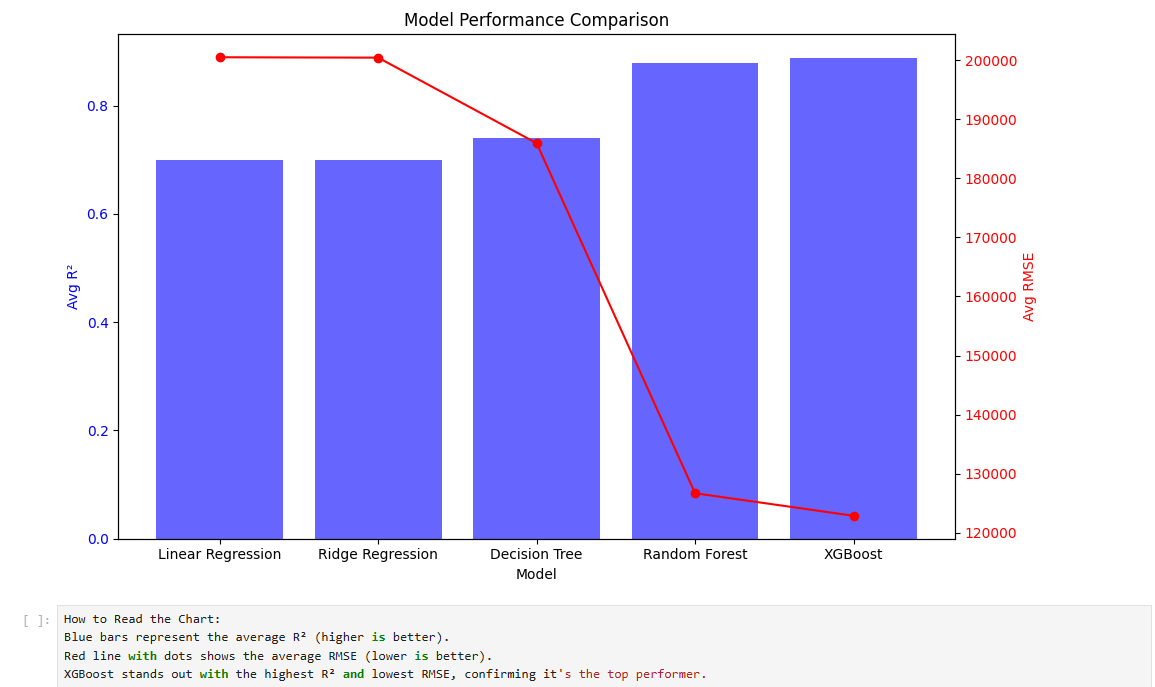 Model Performance Comparison
0.8
0.6
0.4
0.2
0.0
Avg R²
200000
190000
180000
170000
160000
150000
140000
130000
120000
Avg RMSE
Linear Regression
Ridge Regression
Decision Tree
Random Forest
XGBoost
Model
[ ]:
How to Read the Chart:
Blue bars represent the average R² (higher is better).
Red line with dots shows the average RMSE (lower is better).
XGBoost stands out with the highest R² and lowest RMSE, confirming it's the top performer.